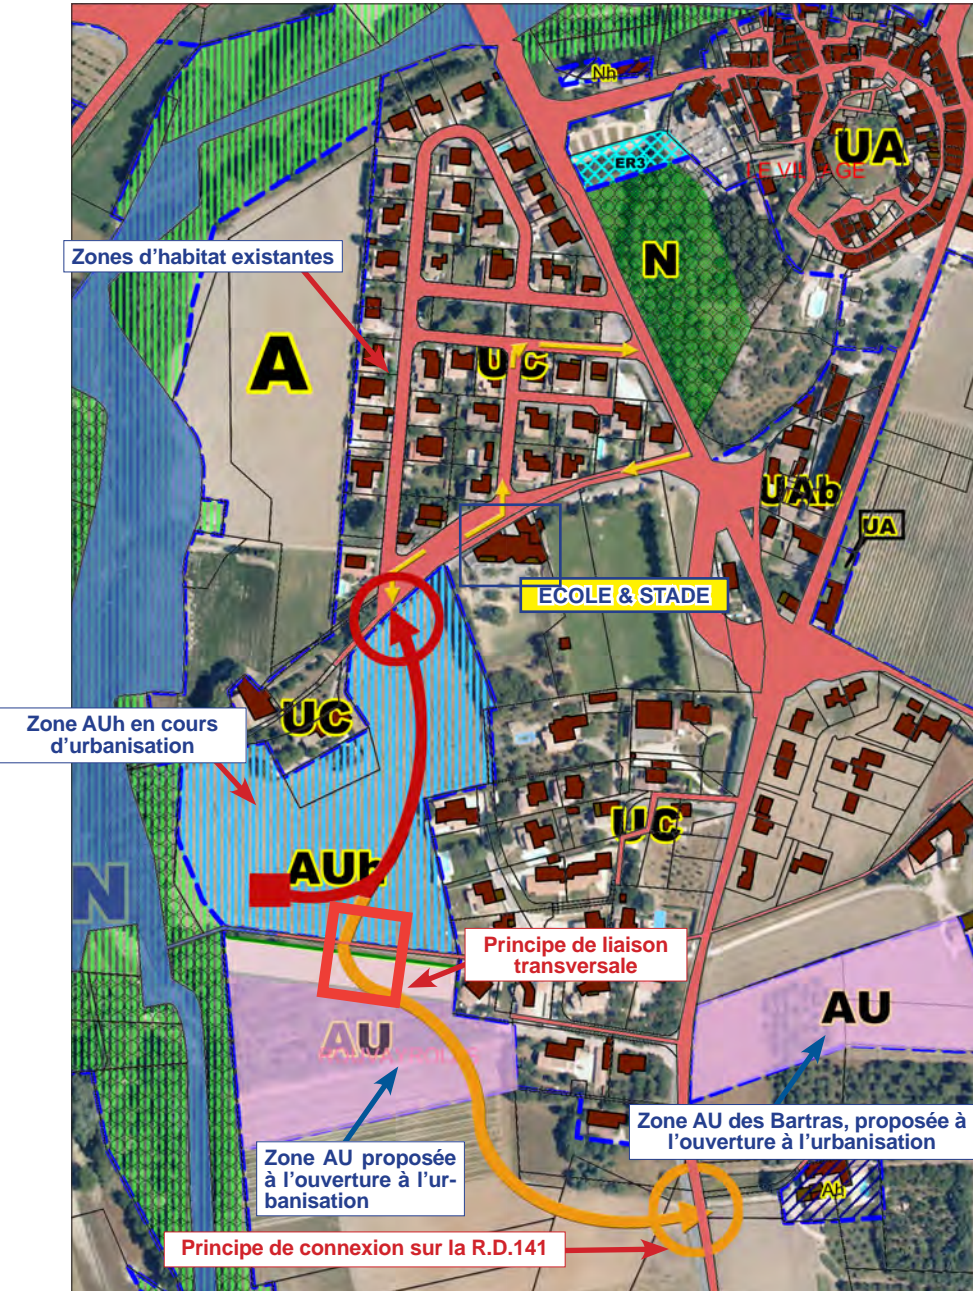 Nh
UA
LE VILLAGE
ER3
N
Zones d'habitat existantes
A
UC
UAb
UA
ECOLE & STADE
UC
Zone AUh en cours
d'urbanisation
UC
AUh
N
Principe de liaison
transversale
AU
AU
Zone AU des Bartras, proposée à
l'ouverture à l'urbanisation
Zone AU proposée
à l'ouverture à l'ur-
banisation
Ah
Principe de connexion sur la R.D.141